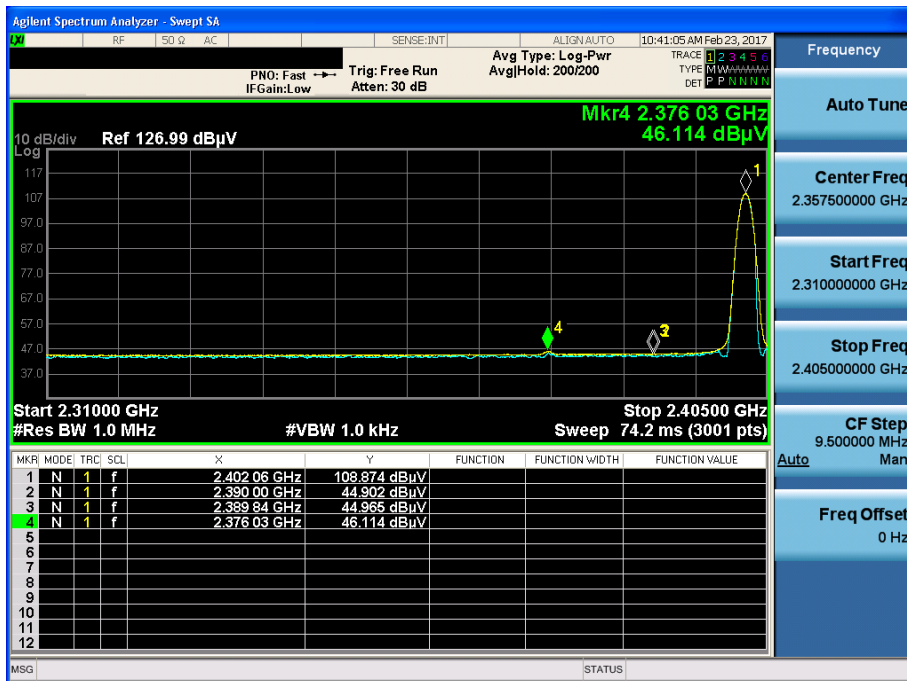 Agilent Spectrum Analyzer - Swept SA
LXI RF 50 Ω AC SENSE:INT ALIGN AUTO 10:41:05 AM Feb 23, 2017
PNO: Fast Trig: Free Run Avg Type: Log-Pwr TRACE 1 2 3 4 5 6
IFGain:Low Atten: 30 dB Avg|Hold: 200/200 TYPE M W W W W W
DET P P N N N N
Mkr4 2.376 03 GHz
46.114 dBµV
10 dB/div Ref 126.99 dBµV
Log
117
107
97.0
87.0
77.0
67.0
57.0
47.0
37.0
1
4
3
2
Start 2.31000 GHz Stop 2.40500 GHz
#Res BW 1.0 MHz #VBW 1.0 kHz Sweep 74.2 ms (3001 pts)
MKR MODE TRC SCL X Y FUNCTION FUNCTION WIDTH FUNCTION VALUE
1 N 1 f 2.402 06 GHz 108.874 dBµV
2 N 1 f 2.390 00 GHz 44.902 dBµV
3 N 1 f 2.389 84 GHz 44.965 dBµV
4 N 1 f 2.376 03 GHz 46.114 dBµV
5
6
7
8
9
10
11
12
MSG STATUS
Frequency
Auto Tune
Center Freq
2.357500000 GHz
Start Freq
2.310000000 GHz
Stop Freq
2.405000000 GHz
CF Step
9.500000 MHz
Auto Man
Freq Offset
0 Hz